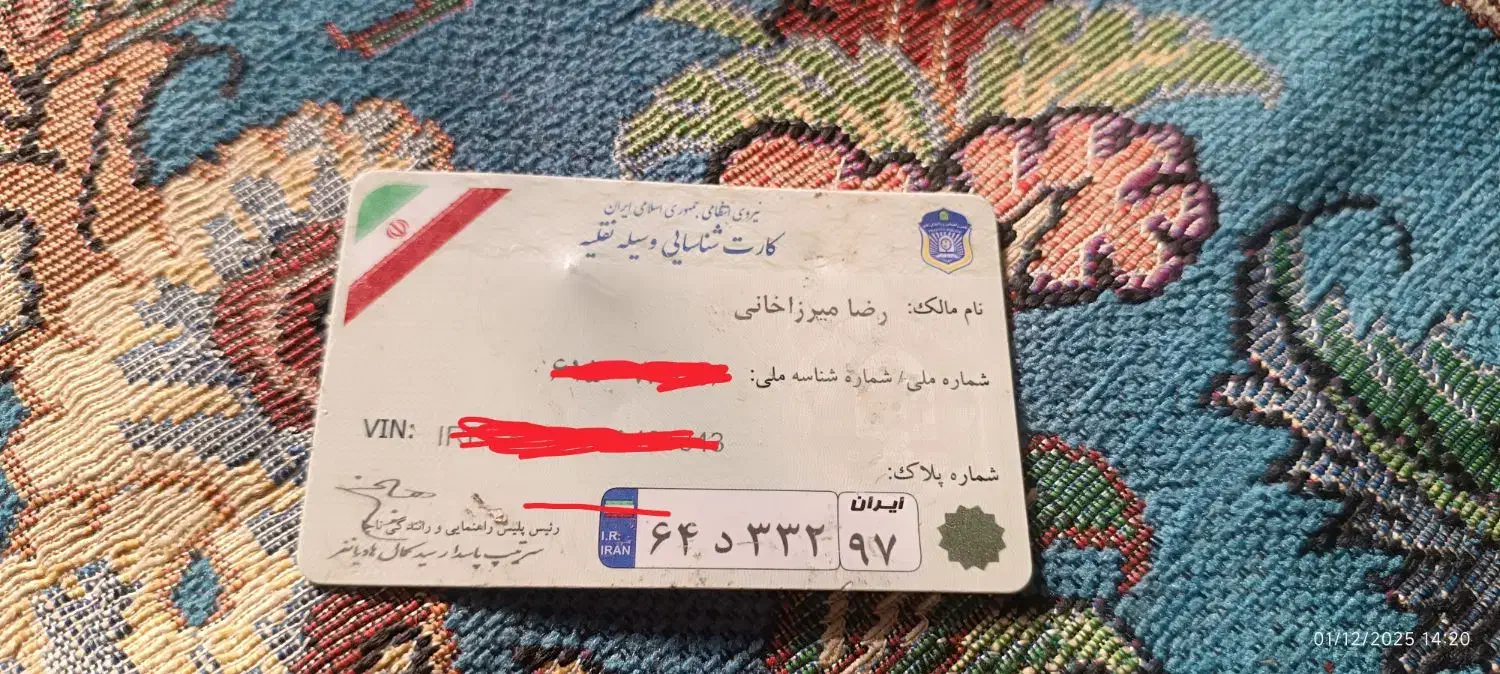 نیروی انتظامی جمهوری اسلامی ایران
کارت شناسایی وسیله نقلیه
نام مالک: رضا میرزاخانی
شماره ملی/ شماره شناسه ملی:
VIN:
شماره پلاک:
ایران
۶۴ د ۳۳۲ ۹۷
I.R.
IRAN
رئیس پلیس راهنمایی و رانندگی ناجا
سرتیپ پاسدار سید کمال هادیانفر
01/12/2025 14:20